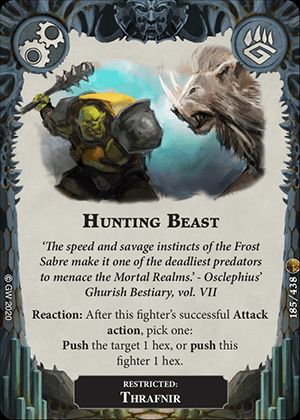 HUNTING BEAST
‘The speed and savage instincts of the Frost
Sabre make it one of the deadliest predators
to menace the Mortal Realms.’ - Osclephius’
Ghurish Bestiary, vol. VII
Reaction: After this fighter’s successful Attack
action, pick one:
Push the target 1 hex, or push this
fighter 1 hex.
RESTRICTED:
THRAFNIR
© GW 2020
185/438